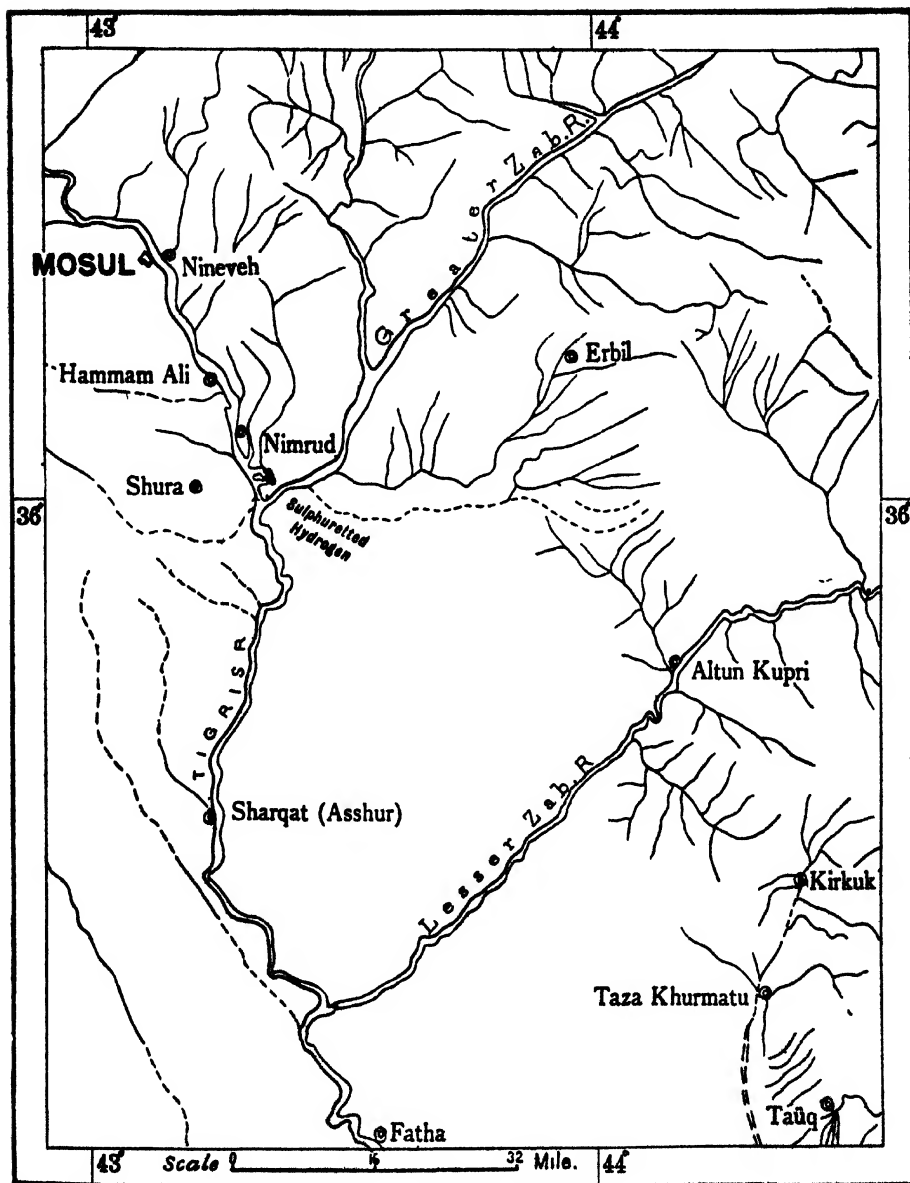 43°
44°
Greater Zab. R.
MOSUL
Nineveh
Erbil
Hammam Ali
Nimrud
Shura
36°
36°
Sulphuretted
Hydrogen
TIGRIS R
Altun Kupri
Sharqat (Asshur)
Lesser Zab. R
Kirkuk
Taza Khurmatu
Taüq
Fatha
43°
Scale 0 16 32 Mile.
44°